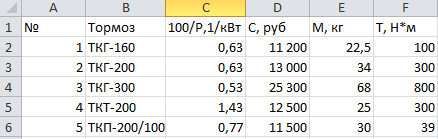 A B C D E F
1 № Тормоз 100/P,1/кВт С, руб М, кг Т, Н*м
2 1 ТКГ-160 0,63 11 200 22,5 100
3 2 ТКГ-200 0,63 13 000 34 300
4 3 ТКГ-300 0,53 25 300 68 800
5 4 ТКТ-200 1,43 12 500 25 300
6 5 ТКП-200/100 0,77 11 500 30 39